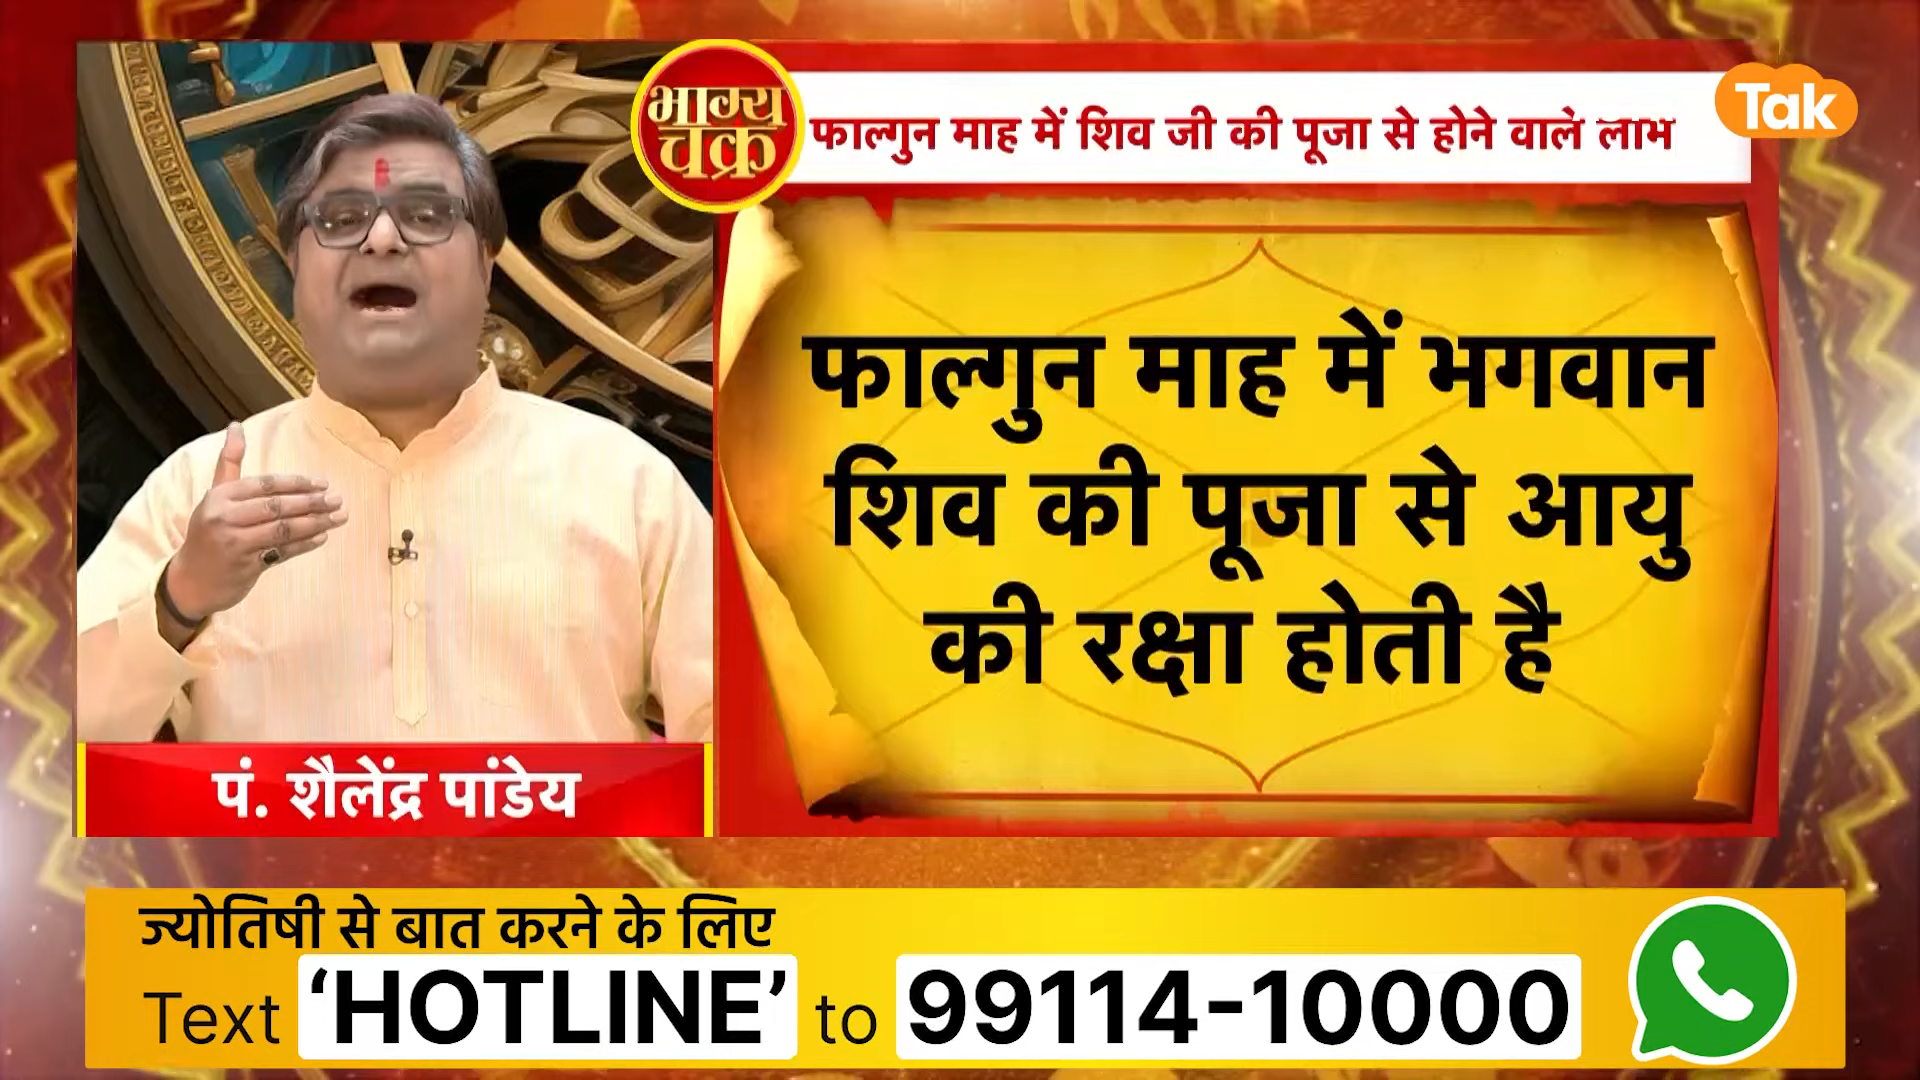 भाग्य
चक्र
फाल्गुन माह में शिव जी की पूजा से होने वाले लाभ
Tak
फाल्गुन माह में भगवान
शिव की पूजा से आयु
की रक्षा होती है
पं. शैलेंद्र पांडेय
ज्योतिषी से बात करने के लिए
Text ‘HOTLINE’ to 99114-10000